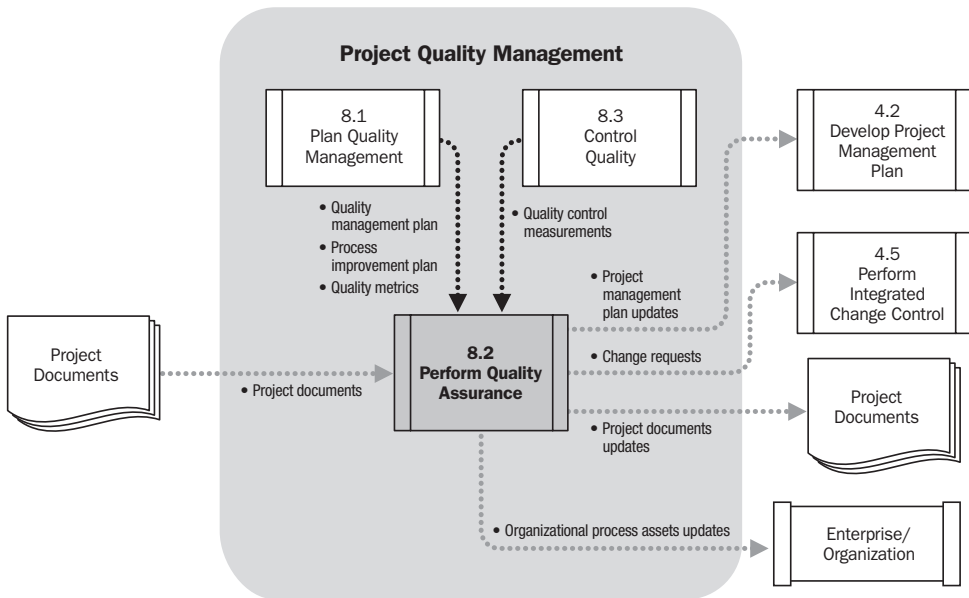 Project Quality Management
8.1
Plan Quality
Management
8.3
Control
Quality
4.2
Develop Project
Management
Plan
• Quality
management plan
• Process
improvement plan
• Quality metrics
• Quality control
measurements
4.5
Perform
Integrated
Change Control
• Project
management
plan updates
Project
Documents
• Project documents
8.2
Perform Quality
Assurance
• Change requests
• Project documents
updates
Project
Documents
• Organizational process assets updates
Enterprise/
Organization